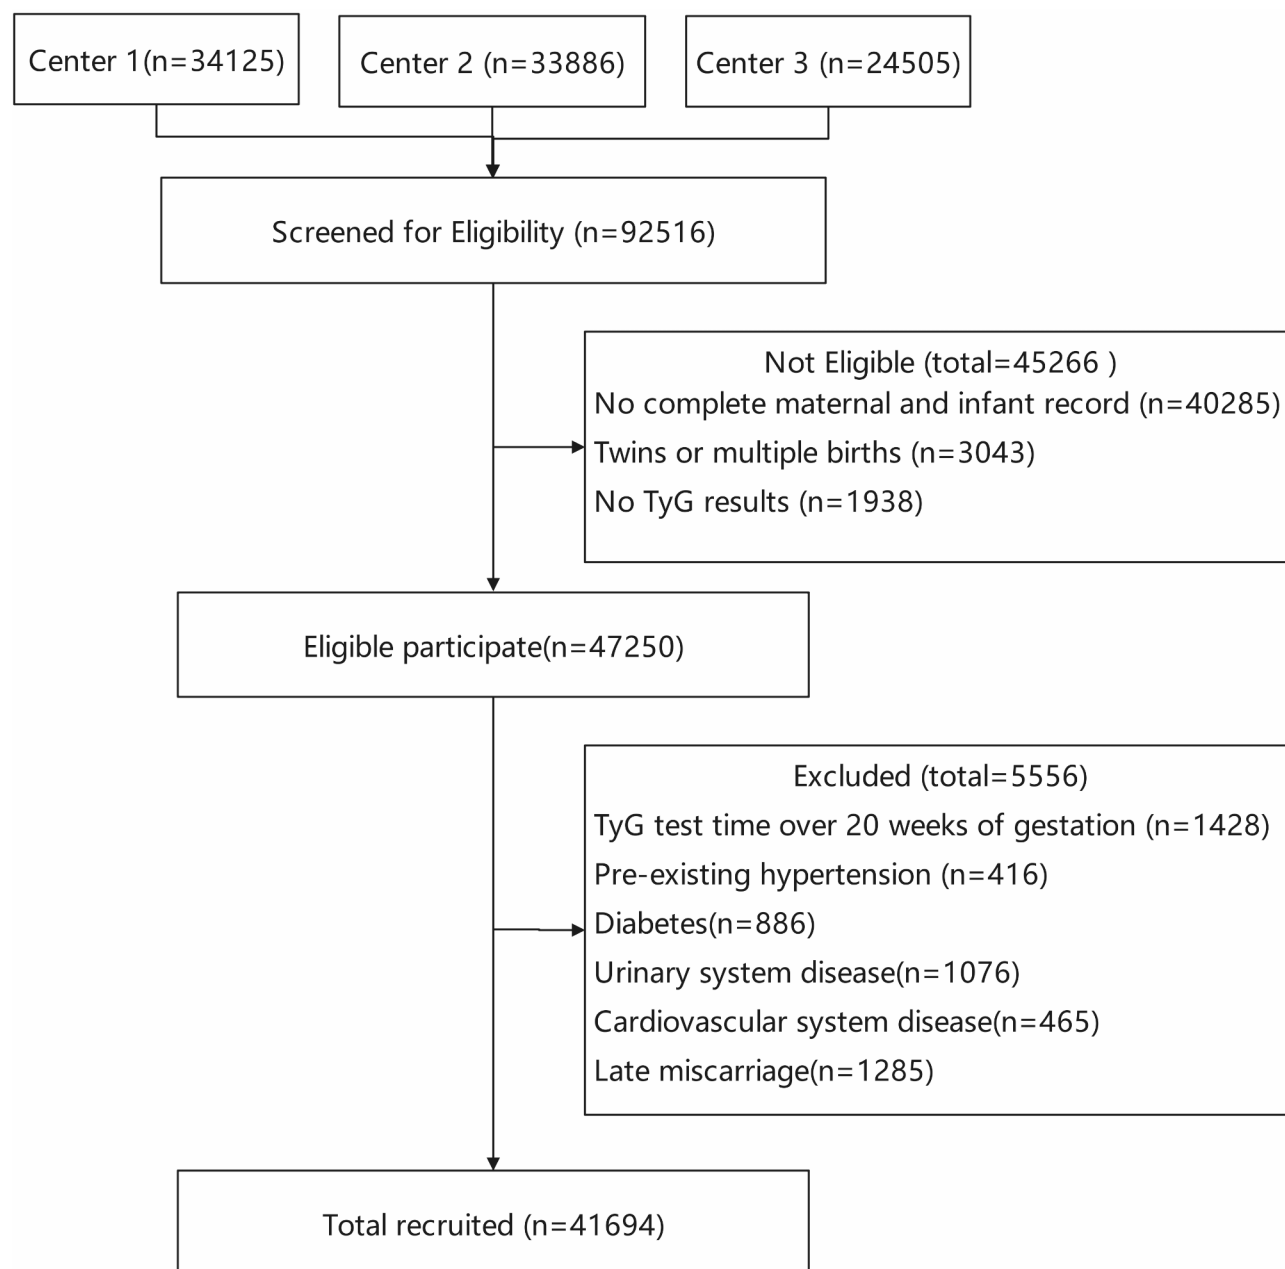 Center 1(n=34125)
Center 2 (n=33886)
Center 3 (n=24505)
Screened for Eligibility (n=92516)
Not Eligible (total=45266 )
No complete maternal and infant record (n=40285)
Twins or multiple births (n=3043)
No TyG results (n=1938)
Eligible participate(n=47250)
Excluded (total=5556)
TyG test time over 20 weeks of gestation (n=1428)
Pre-existing hypertension (n=416)
Diabetes(n=886)
Urinary system disease(n=1076)
Cardiovascular system disease(n=465)
Late miscarriage(n=1285)
Total recruited (n=41694)